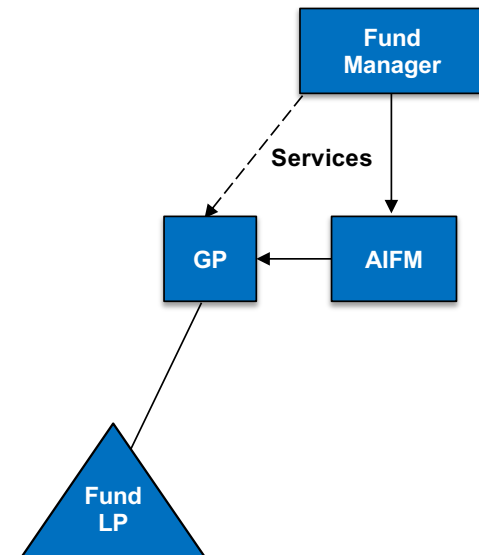 Fund
Manager
Services
GP
AIFM
Fund
LP